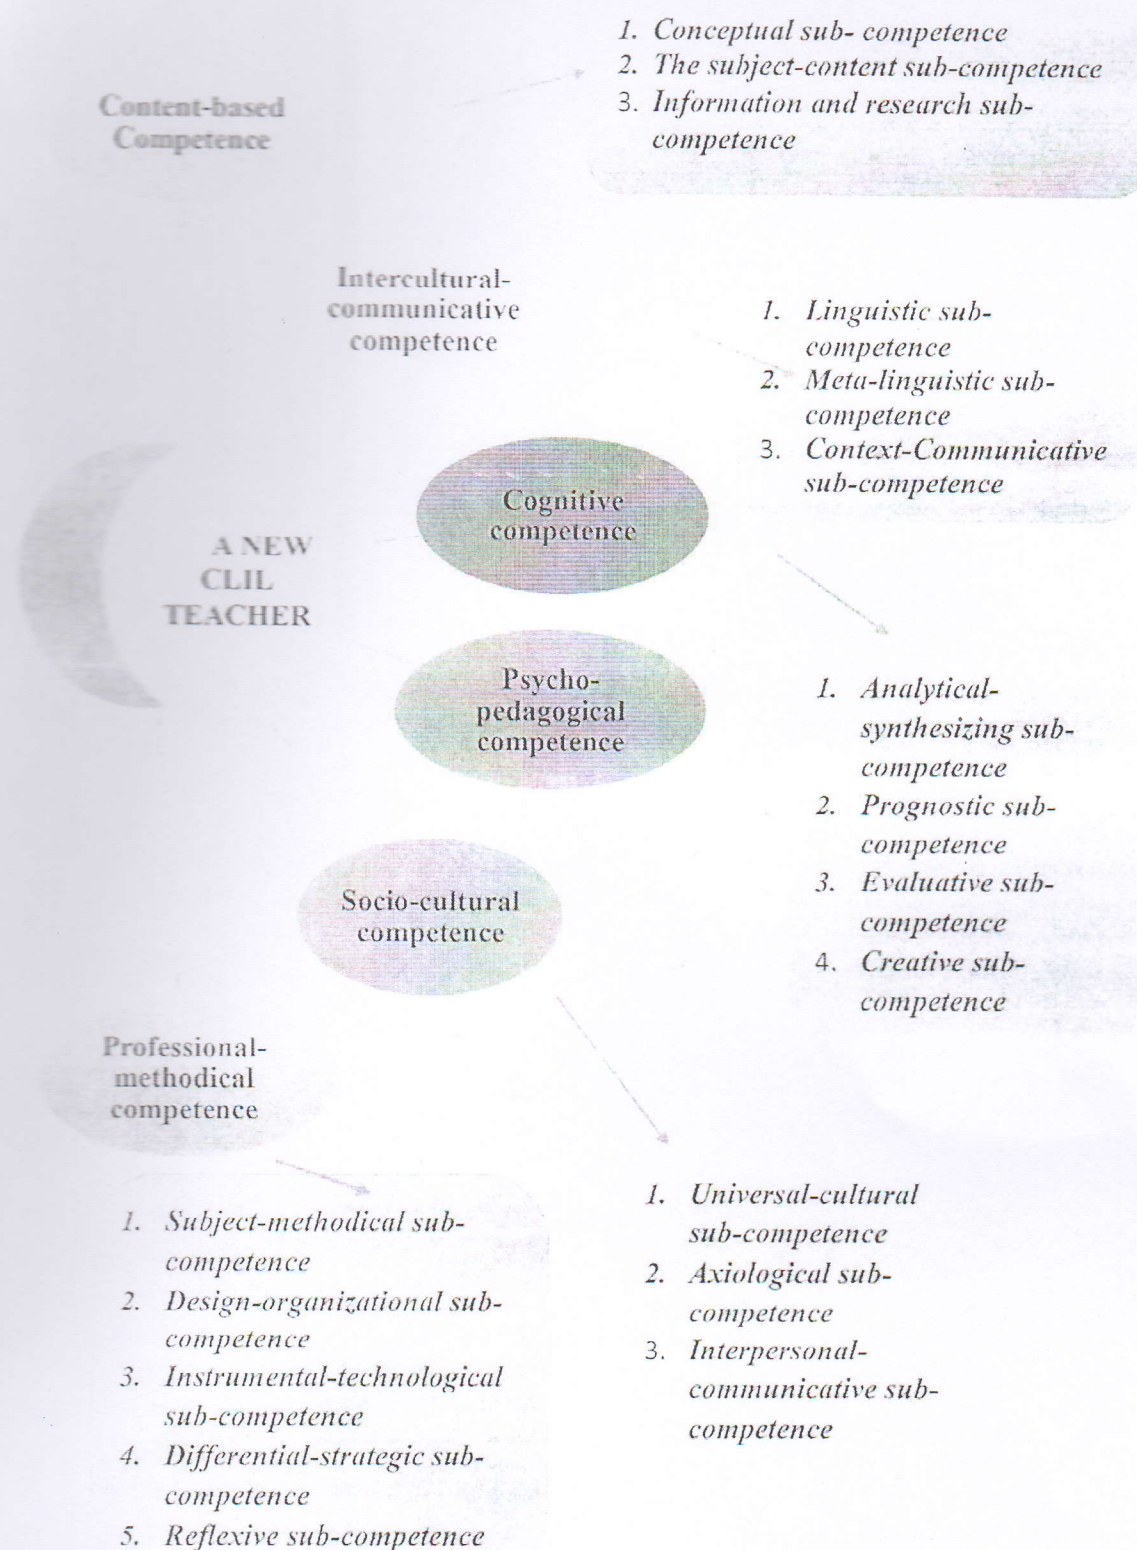 1. Conceptual sub- competence
2. The subject-content sub-competence
3. Information and research sub-
competence
Content-based
Competence
Intercultural-
communicative
competence
1. Linguistic sub-
competence
2. Meta-linguistic sub-
competence
3. Context-Communicative
sub-competence
Cognitive
competence
A NEW
CLIL
TEACHER
Psycho-
pedagogical
competence
1. Analytical-
synthesizing sub-
competence
2. Prognostic sub-
competence
3. Evaluative sub-
competence
4. Creative sub-
competence
Socio-cultural
competence
Professional-
methodical
competence
1. Universal-cultural
sub-competence
2. Axiological sub-
competence
3. Interpersonal-
communicative sub-
competence
1. Subject-methodical sub-
competence
2. Design-organizational sub-
competence
3. Instrumental-technological
sub-competence
4. Differential-strategic sub-
competence
5. Reflexive sub-competence